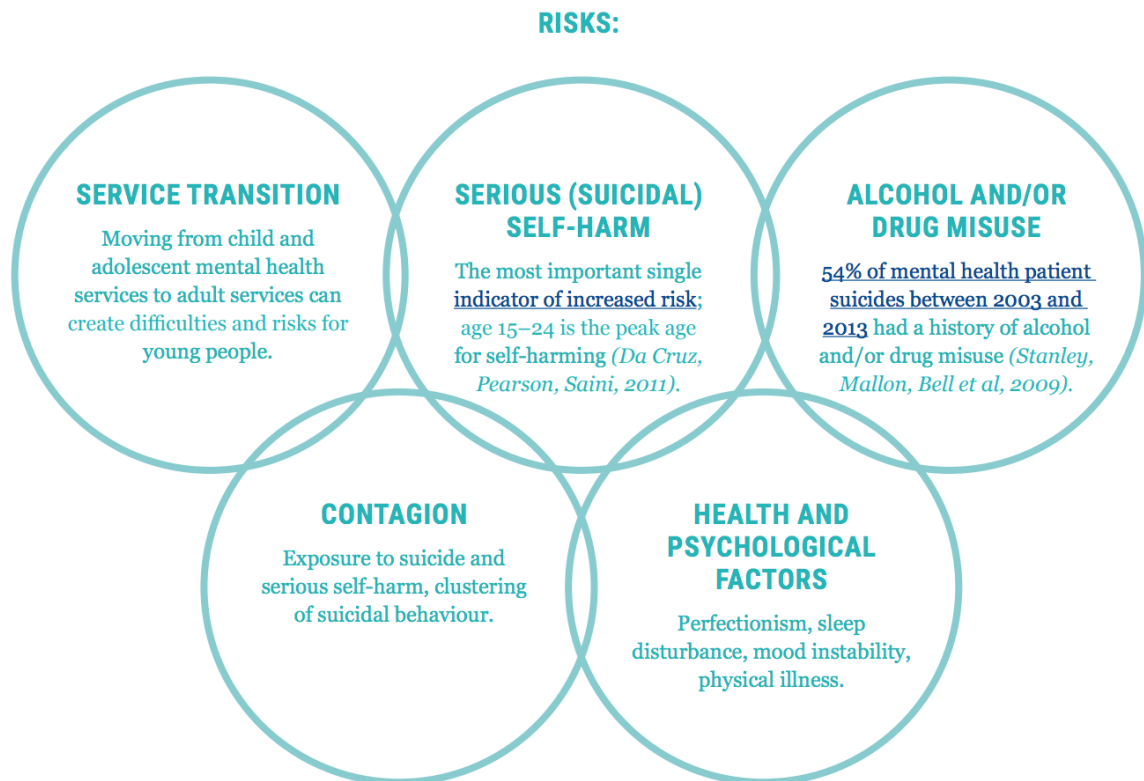 RISKS:
SERVICE TRANSITION
Moving from child and
adolescent mental health
services to adult services can
create difficulties and risks for
young people.
SERIOUS (SUICIDAL)
SELF-HARM
The most important single
indicator of increased risk;
age 15–24 is the peak age
for self-harming (Da Cruz,
Pearson, Saini, 2011).
ALCOHOL AND/OR
DRUG MISUSE
54% of mental health patient
suicides between 2003 and
2013 had a history of alcohol
and/or drug misuse (Stanley,
Mallon, Bell et al, 2009).
CONTAGION
Exposure to suicide and
serious self-harm, clustering
of suicidal behaviour.
HEALTH AND
PSYCHOLOGICAL
FACTORS
Perfectionism, sleep
disturbance, mood instability,
physical illness.